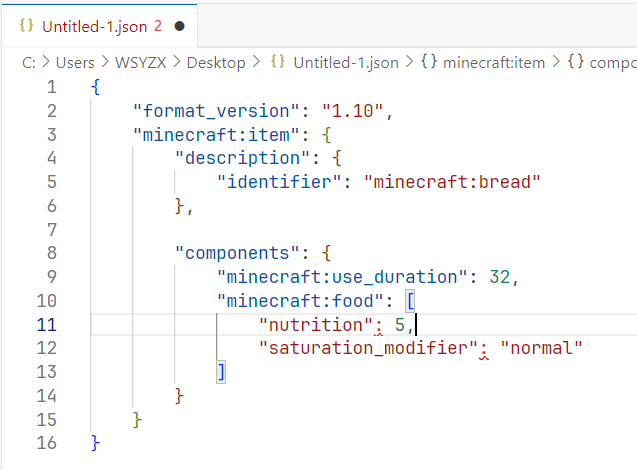 Untitled-1.json 2
C: > Users > WSYZX > Desktop > {} Untitled-1.json > {} minecraft:item > {} compo
1 {
2 "format_version": "1.10",
3 "minecraft:item": {
4 "description": {
5 "identifier": "minecraft:bread"
6 },
7
8 "components": {
9 "minecraft:use_duration": 32,
10 "minecraft:food": [
11 "nutrition": 5,
12 "saturation_modifier": "normal"
13 ]
14 }
15 }
16 }